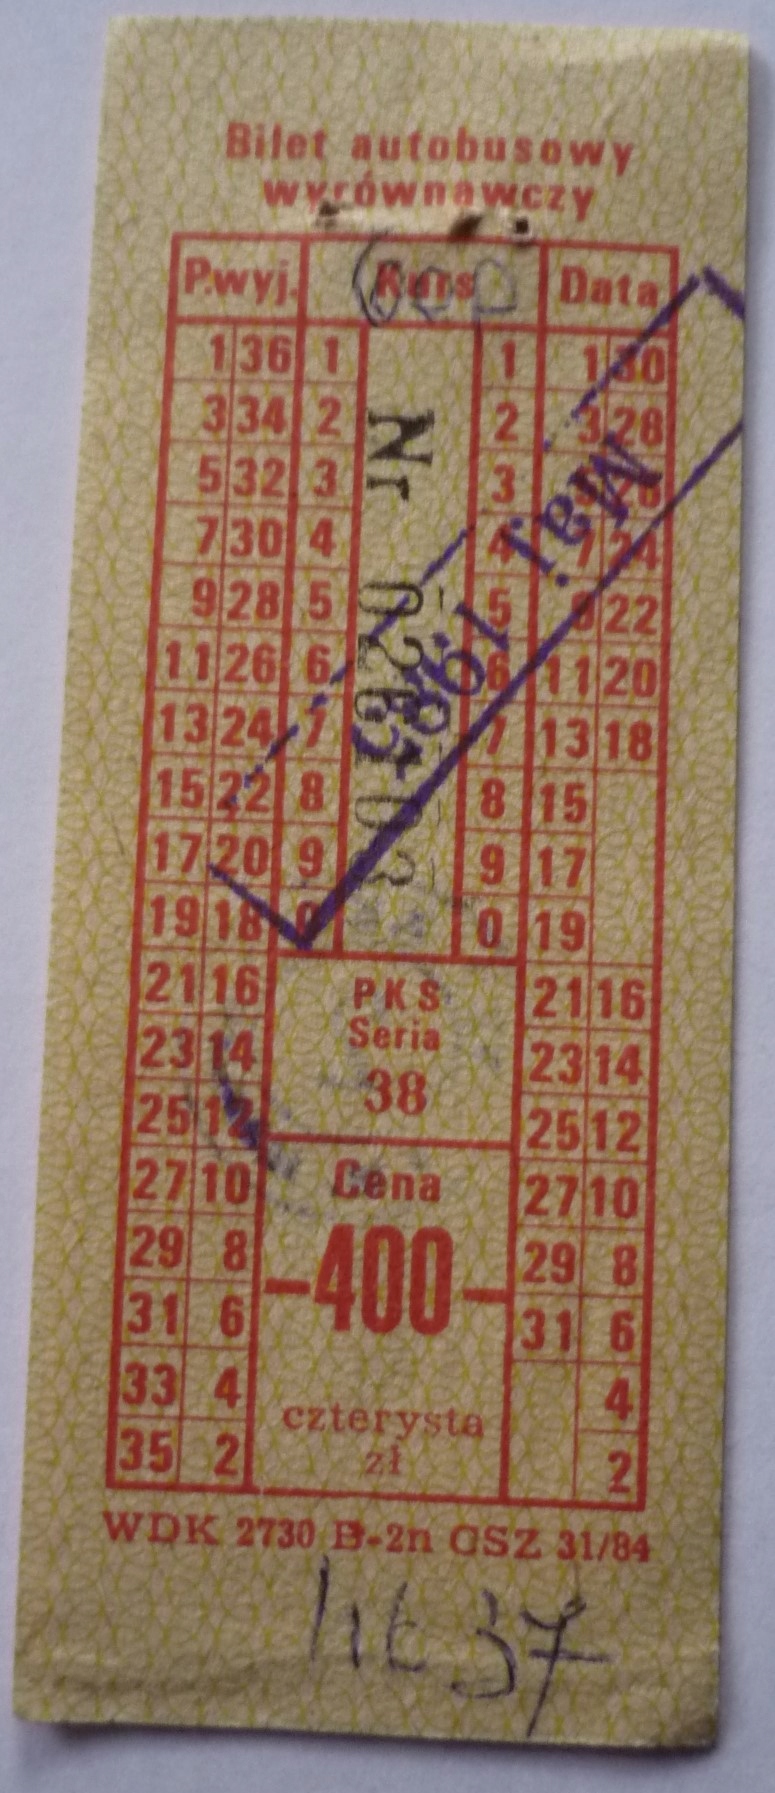 Bilet autobusowy
wyrównawczy
P.wyj. Kurs Data
1 36 1 1 1 30
3 34 2 2 3 28
5 32 3 3 5 26
7 30 4 4 7 24
9 28 5 5 9 22
11 26 6 6 11 20
13 24 7 7 13 18
15 22 8 8 15
17 20 9 9 17
19 18 0 0 19
Nr
Maj
21 16 21 16
23 14 23 14
25 12 25 12
27 10 27 10
29 8 29 8
31 6 31 6
33 4 4
35 2 2
PKS
Seria
38
Cena
-400-
czterysta
zł
WDK 2730 B-2n CSZ 31/84
37